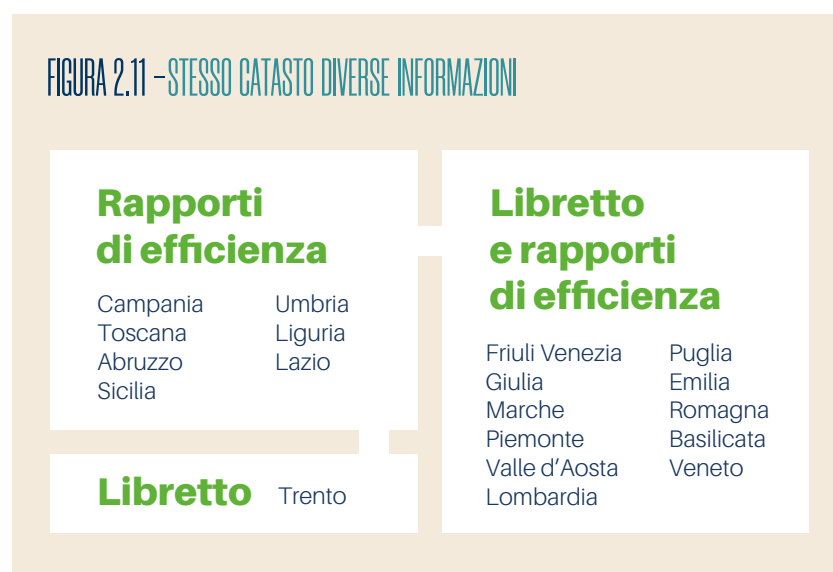 FIGURA 2.11 – STESSO CATASTO DIVERSE INFORMAZIONI
Rapporti
di efficienza
Campania
Toscana
Abruzzo
Sicilia
Umbria
Liguria
Lazio
Libretto
Trento
Libretto
e rapporti
di efficienza
Friuli Venezia
Giulia
Marche
Piemonte
Valle d'Aosta
Lombardia
Puglia
Emilia
Romagna
Basilicata
Veneto